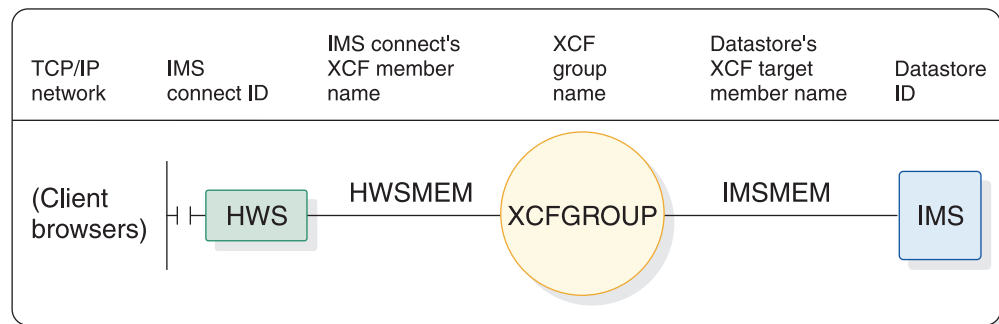 TCP/IP
network
IMS
connect ID
IMS connect's
XCF member
name
XCF
group
name
Datastore's
XCF target
member name
Datastore
ID
(Client
browsers)
HWS
HWSMEM
XCFGROUP
IMSMEM
IMS